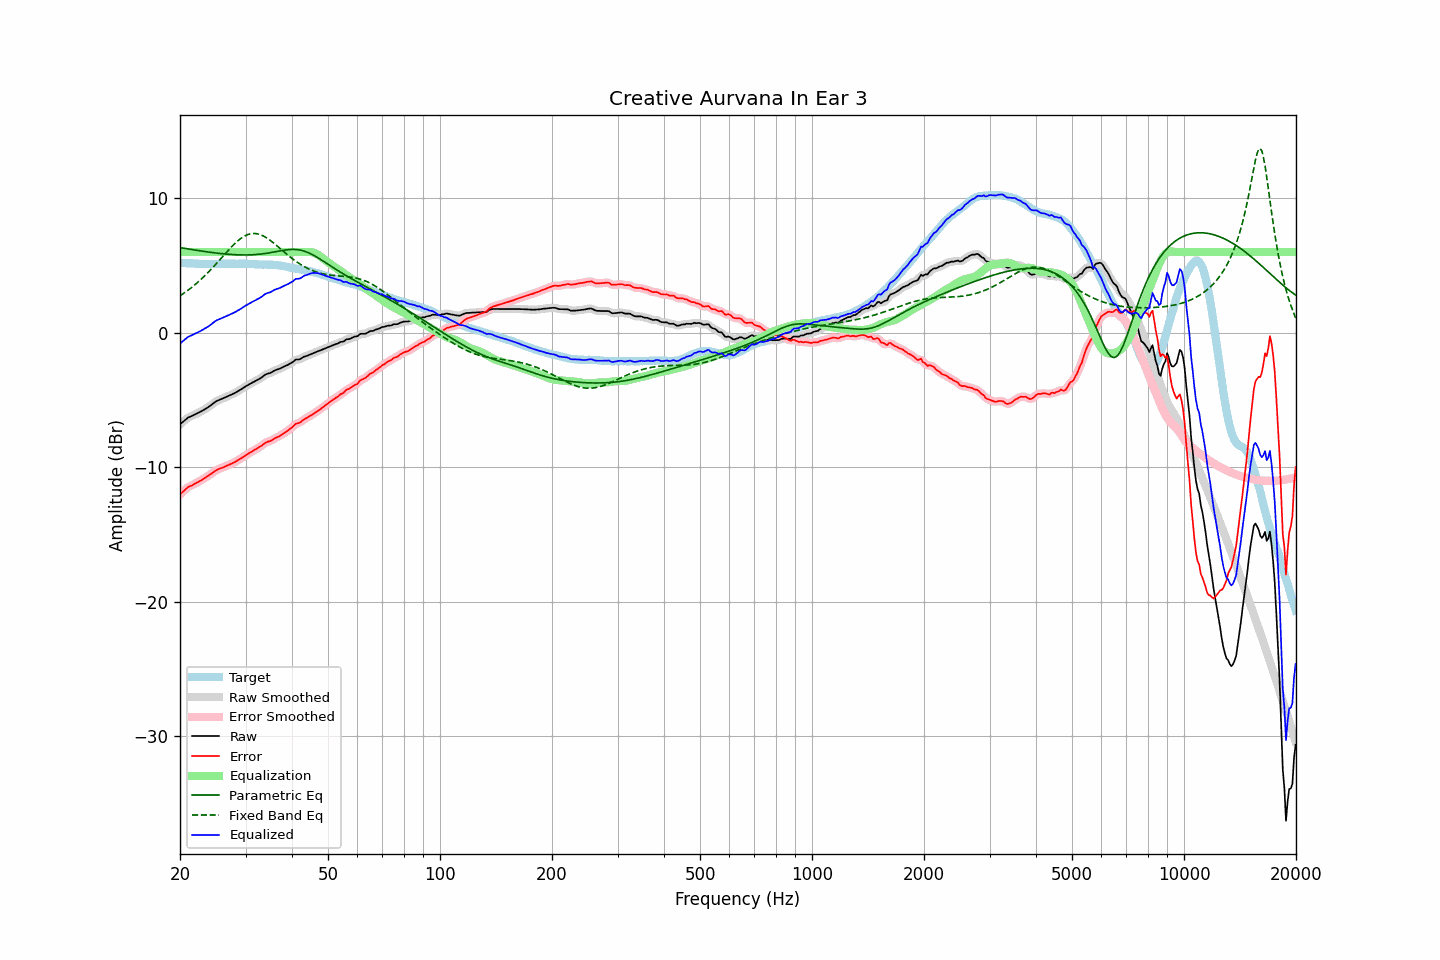 Creative Aurvana In Ear 3
Amplitude (dBr)
10
0
−10
−20
−30
Target
Raw Smoothed
Error Smoothed
Raw
Error
Equalization
Parametric Eq
Fixed Band Eq
Equalized
20 50 100 200 500 1000 2000 5000 10000 20000
Frequency (Hz)